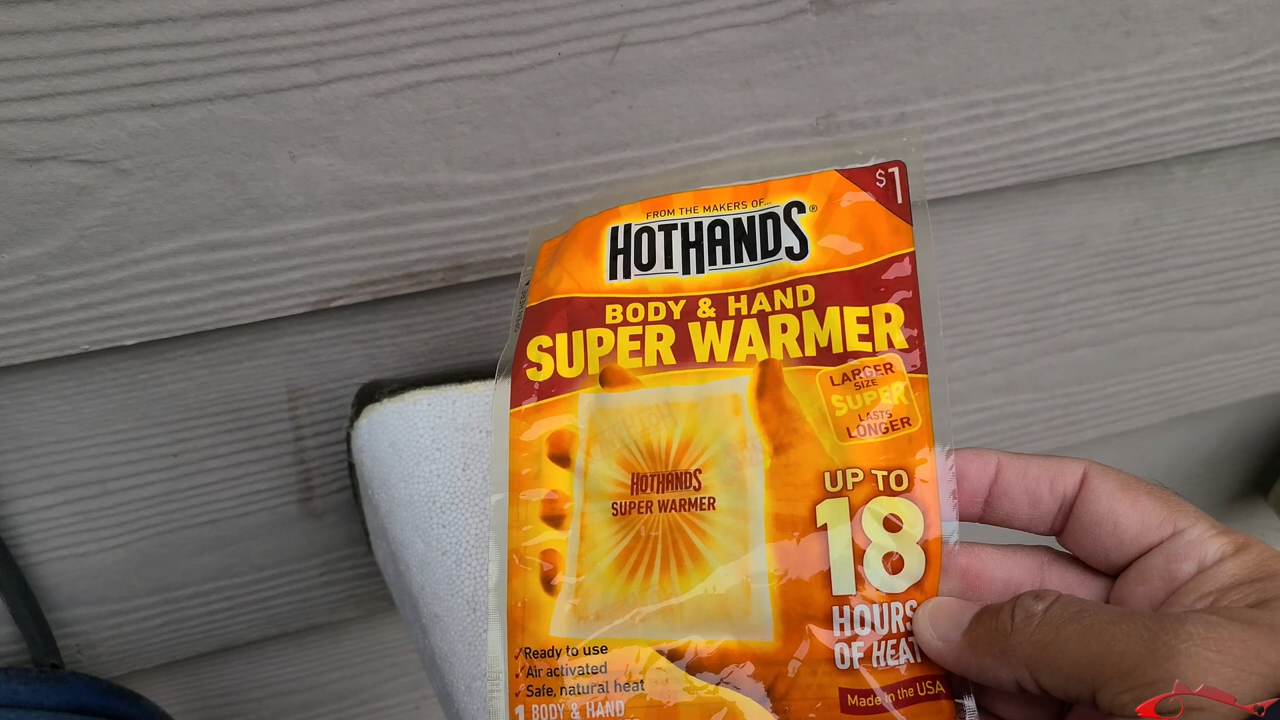 $1
FROM THE MAKERS OF...
HOTHANDS®
BODY & HAND
SUPER WARMER
LARGER
SIZE
SUPER
LASTS
LONGER
HOTHANDS
SUPER WARMER
UP TO
18
HOURS
OF HEAT
✓Ready to use
✓Air activated
✓Safe, natural heat
1 BODY & HAND
Made in the USA
OPEN HERE